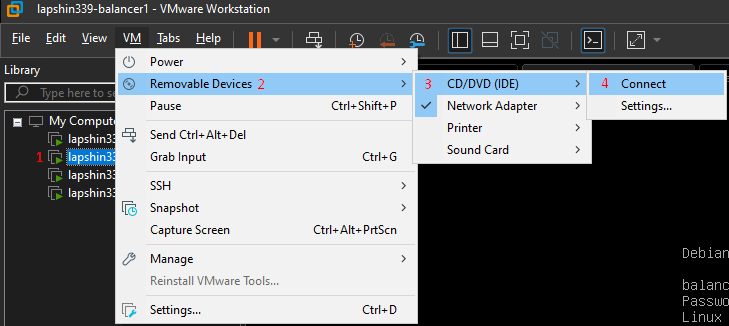 lapshin339-balancer1 - VMware Workstation
File Edit View VM Tabs Help
Library
Type here to
My Compute
lapshin33
1 lapshin33
lapshin33
lapshin33
Power
Removable Devices 2
Pause Ctrl+Shift+P
Send Ctrl+Alt+Del
Grab Input Ctrl+G
SSH
Snapshot
Capture Screen Ctrl+Alt+PrtScn
Manage
Reinstall VMware Tools...
Settings... Ctrl+D
3 CD/DVD (IDE)
Network Adapter
Printer
Sound Card
4 Connect
Settings...
Debian
balanc
Passwo
Linux